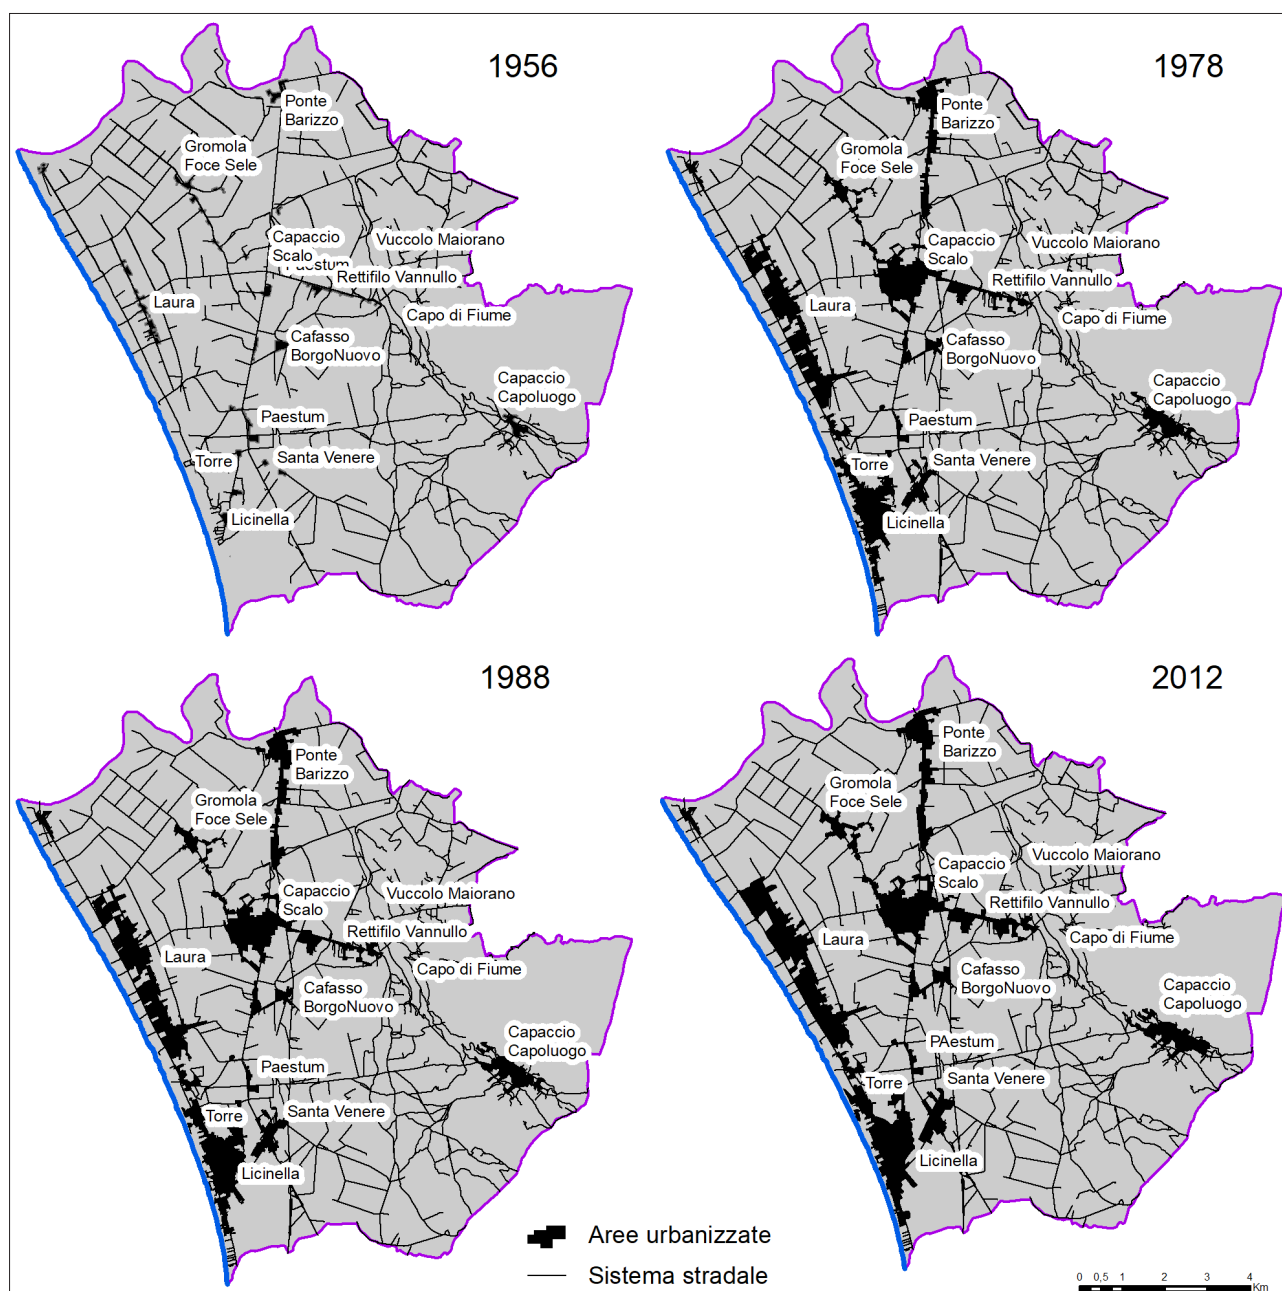 1956
Ponte
Barizzo
Gromola
Foce Sele
Capaccio
Scalo
Paestum
Vuccolo Maiorano
Rettifilo Vannullo
Laura
Capo di Fiume
Cafasso
BorgoNuovo
Capaccio
Capoluogo
Paestum
Torre
Santa Venere
Licinella
1978
Ponte
Barizzo
Gromola
Foce Sele
Capaccio
Scalo
Vuccolo Maiorano
Rettifilo Vannullo
Laura
Capo di Fiume
Cafasso
BorgoNuovo
Capaccio
Capoluogo
Paestum
Torre
Santa Venere
Licinella
1988
Ponte
Barizzo
Gromola
Foce Sele
Capaccio
Scalo
Vuccolo Maiorano
Rettifilo Vannullo
Laura
Capo di Fiume
Cafasso
BorgoNuovo
Capaccio
Capoluogo
Paestum
Torre
Santa Venere
Licinella
2012
Ponte
Barizzo
Gromola
Foce Sele
Capaccio
Scalo
Vuccolo Maiorano
Rettifilo Vannullo
Laura
Capo di Fiume
Cafasso
BorgoNuovo
Capaccio
Capoluogo
PAestum
Torre
Santa Venere
Licinella
Aree urbanizzate
Sistema stradale
0 0,5 1 2 3 4
Km